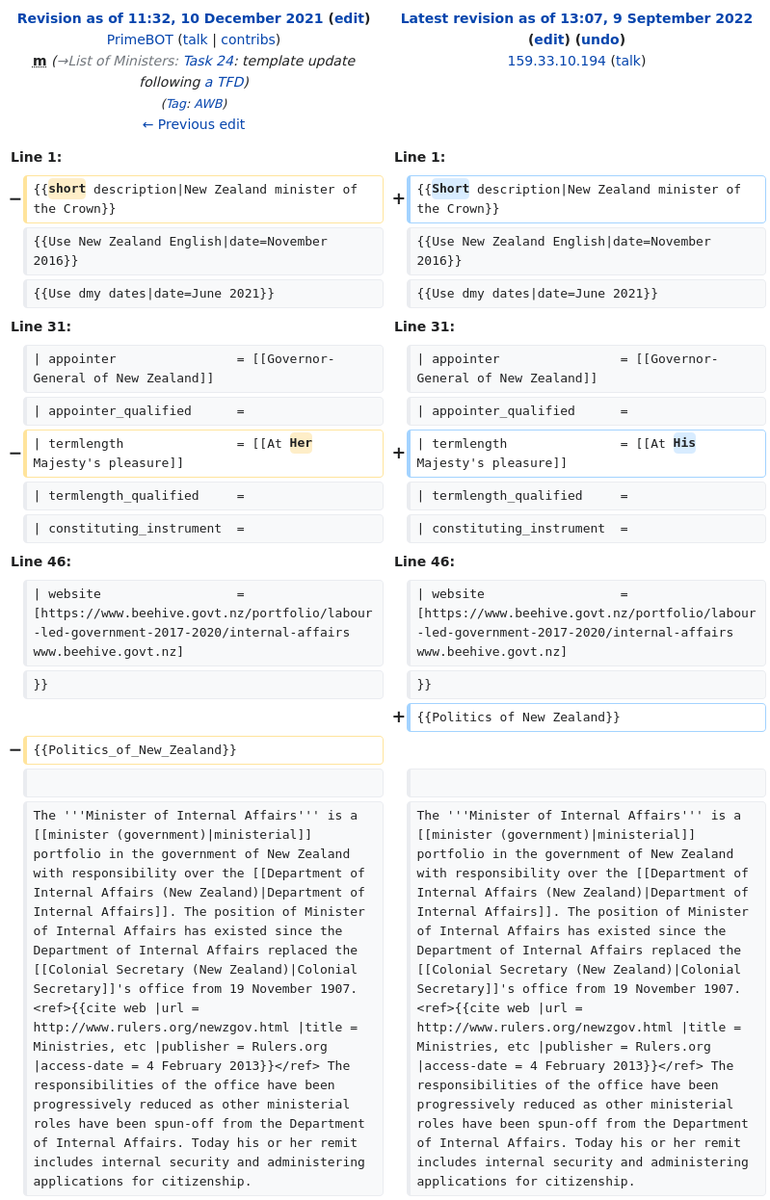 Revision as of 11:32, 10 December 2021 (edit)
PrimeBOT (talk | contribs)
m (→List of Ministers: Task 24: template update
following a TFD)
(Tag: AWB)
← Previous edit
Latest revision as of 13:07, 9 September 2022
(edit) (undo)
159.33.10.194 (talk)
Line 1:
Line 1:
− {{short description|New Zealand minister of
the Crown}}
+ {{Short description|New Zealand minister of
the Crown}}
{{Use New Zealand English|date=November
2016}}
{{Use New Zealand English|date=November
2016}}
{{Use dmy dates|date=June 2021}}
{{Use dmy dates|date=June 2021}}
Line 31:
Line 31:
| appointer = [[Governor-
General of New Zealand]]
| appointer = [[Governor-
General of New Zealand]]
| appointer_qualified =
| appointer_qualified =
− | termlength = [[At Her
Majesty's pleasure]]
+ | termlength = [[At His
Majesty's pleasure]]
| termlength_qualified =
| termlength_qualified =
| constituting_instrument =
| constituting_instrument =
Line 46:
Line 46:
| website =
[https://www.beehive.govt.nz/portfolio/labour
-led-government-2017-2020/internal-affairs
www.beehive.govt.nz]
| website =
[https://www.beehive.govt.nz/portfolio/labour
-led-government-2017-2020/internal-affairs
www.beehive.govt.nz]
}}
}}
+ {{Politics of New Zealand}}
− {{Politics_of_New_Zealand}}
The '''Minister of Internal Affairs''' is a
[[minister (government)|ministerial]]
portfolio in the government of New Zealand
with responsibility over the [[Department of
Internal Affairs (New Zealand)|Department of
Internal Affairs]]. The position of Minister
of Internal Affairs has existed since the
Department of Internal Affairs replaced the
[[Colonial Secretary (New Zealand)|Colonial
Secretary]]'s office from 19 November 1907.
<ref>{{cite web |url =
http://www.rulers.org/newzgov.html |title =
Ministries, etc |publisher = Rulers.org
|access-date = 4 February 2013}}</ref> The
responsibilities of the office have been
progressively reduced as other ministerial
roles have been spun-off from the Department
of Internal Affairs. Today his or her remit
includes internal security and administering
applications for citizenship.
The '''Minister of Internal Affairs''' is a
[[minister (government)|ministerial]]
portfolio in the government of New Zealand
with responsibility over the [[Department of
Internal Affairs (New Zealand)|Department of
Internal Affairs]]. The position of Minister
of Internal Affairs has existed since the
Department of Internal Affairs replaced the
[[Colonial Secretary (New Zealand)|Colonial
Secretary]]'s office from 19 November 1907.
<ref>{{cite web |url =
http://www.rulers.org/newzgov.html |title =
Ministries, etc |publisher = Rulers.org
|access-date = 4 February 2013}}</ref> The
responsibilities of the office have been
progressively reduced as other ministerial
roles have been spun-off from the Department
of Internal Affairs. Today his or her remit
includes internal security and administering
applications for citizenship.